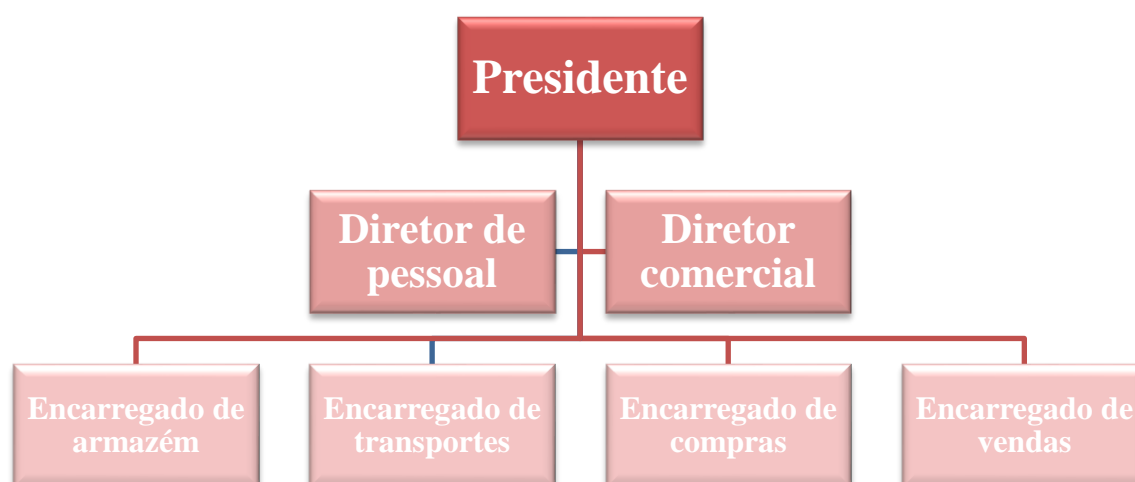 Presidente
Diretor de
pessoal
Diretor
comercial
Encarregado de
armazém
Encarregado de
transportes
Encarregado de
compras
Encarregado de
vendas